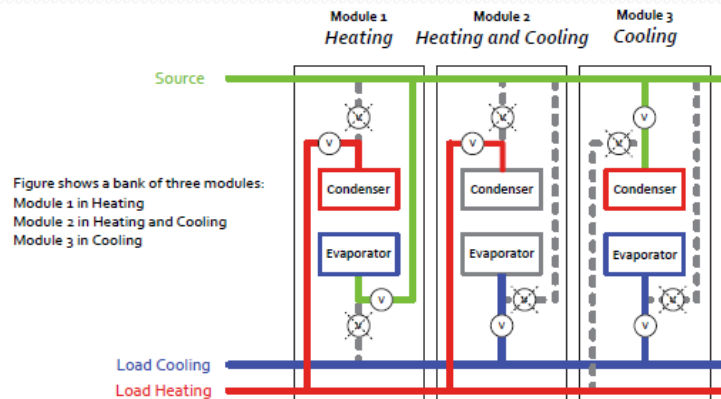 Module 1
Heating
Module 2
Heating and Cooling
Module 3
Cooling
Source
V
V
V
V
V
V
Condenser
Condenser
Condenser
Figure shows a bank of three modules:
Module 1 in Heating
Module 2 in Heating and Cooling
Module 3 in Cooling
Evaporator
Evaporator
Evaporator
V
V
V
V
V
V
Load Cooling
Load Heating